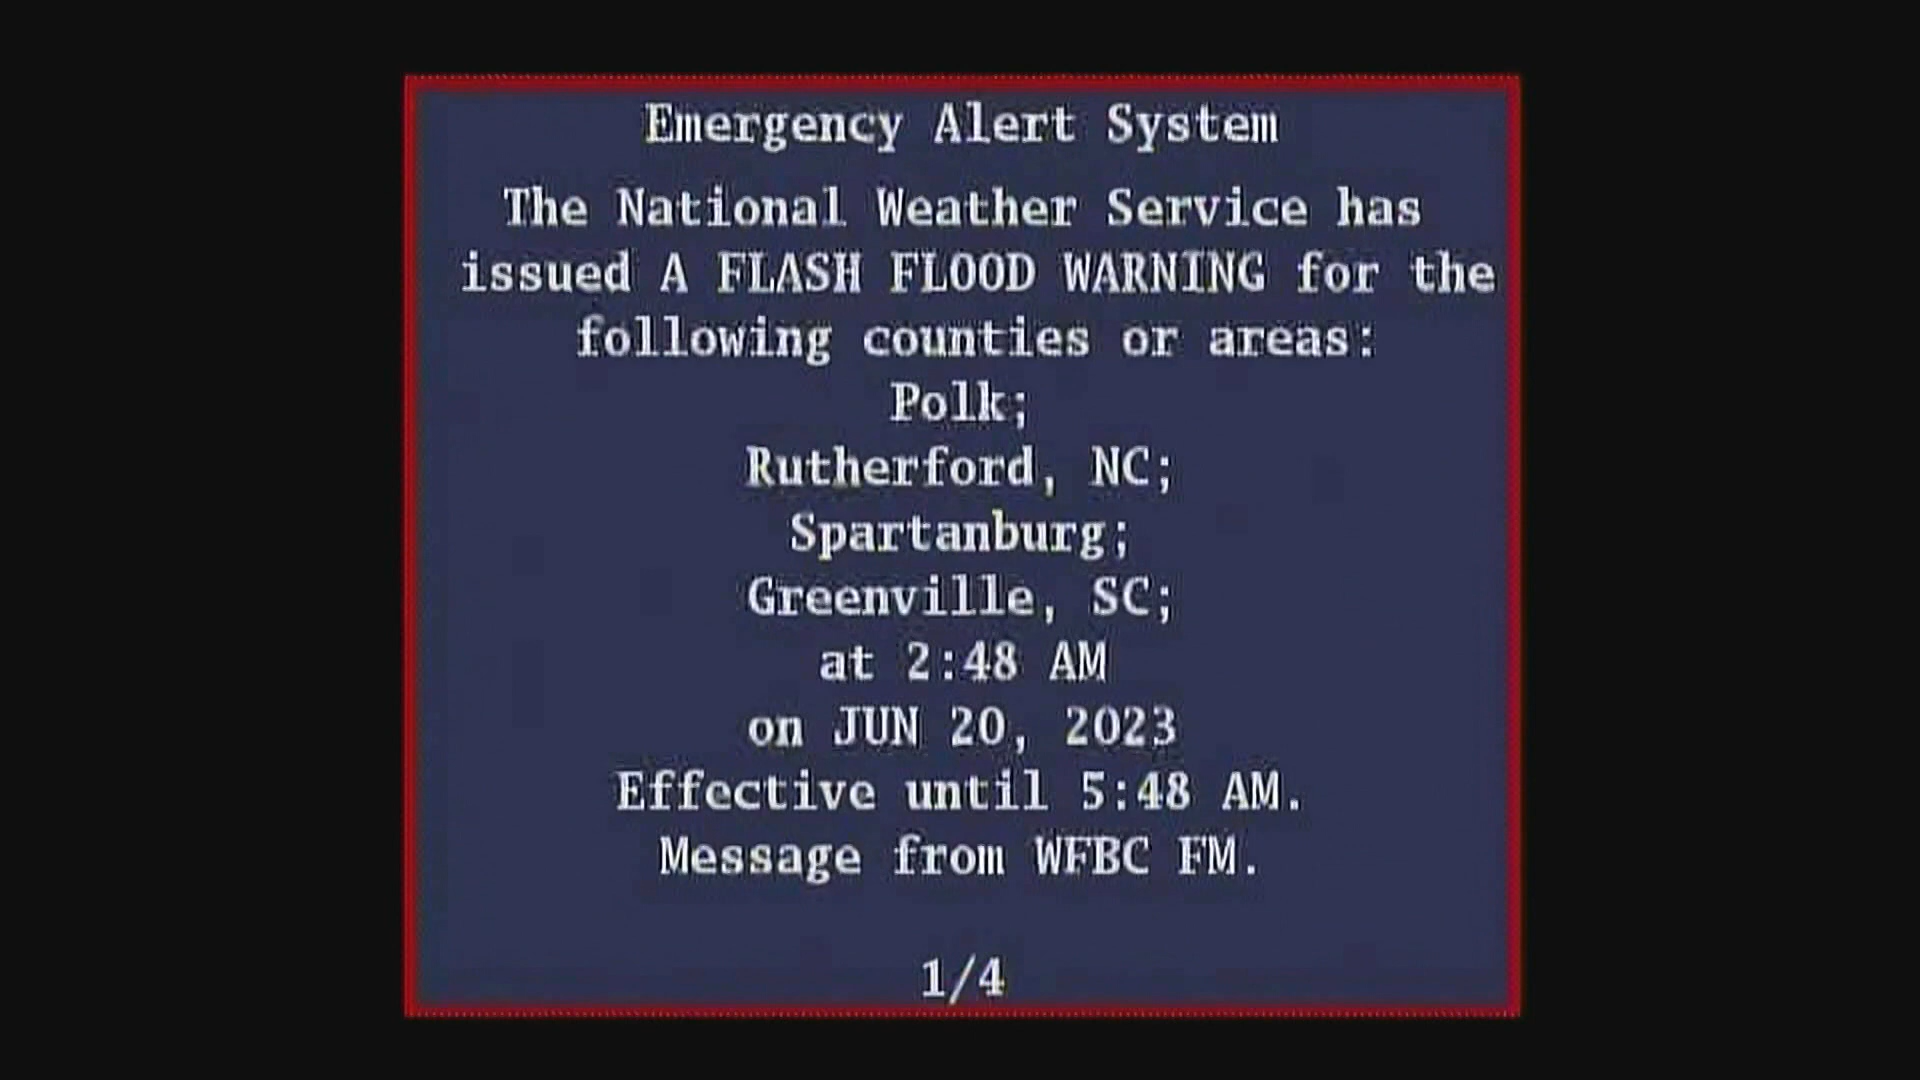 Emergency Alert System
The National Weather Service has
issued A FLASH FLOOD WARNING for the
following counties or areas:
Polk;
Rutherford, NC;
Spartanburg;
Greenville, SC;
at 2:48 AM
on JUN 20, 2023
Effective until 5:48 AM.
Message from WFBC FM.
1/4